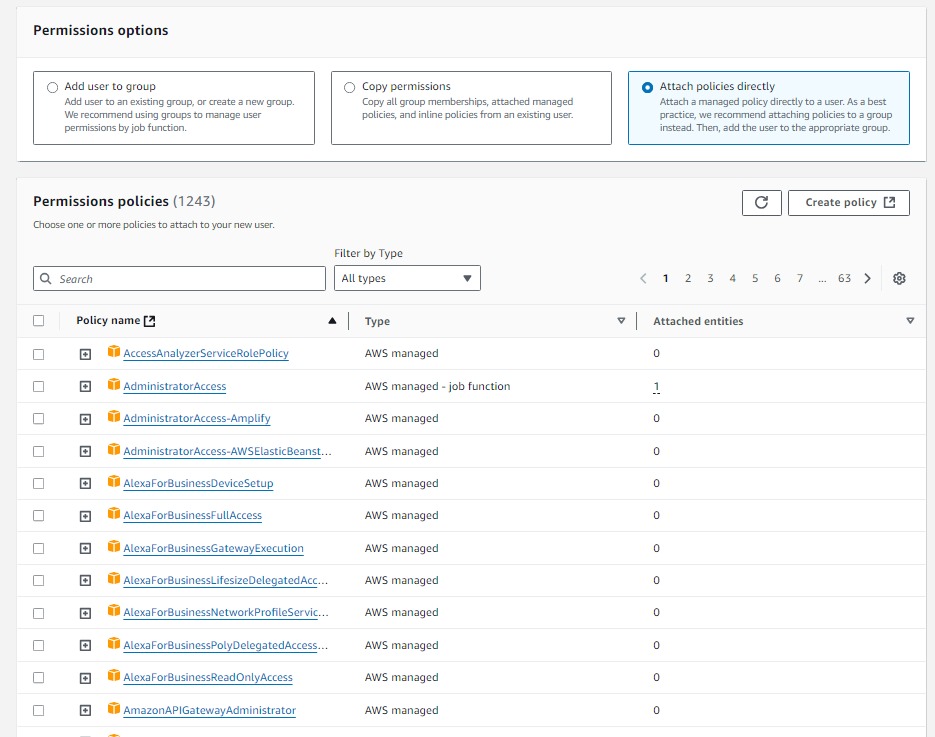 Permissions options
Add user to group
Add user to an existing group, or create a new group.
We recommend using groups to manage user
permissions by job function.
Copy permissions
Copy all group memberships, attached managed
policies, and inline policies from an existing user.
Attach policies directly
Attach a managed policy directly to a user. As a best
practice, we recommend attaching policies to a group
instead. Then, add the user to the appropriate group.
Permissions policies (1243)
Choose one or more policies to attach to your new user.
Create policy
Filter by Type
Search
All types
1 2 3 4 5 6 7 ... 63
Policy name Type Attached entities
AccessAnalyzerServiceRolePolicy AWS managed 0
AdministratorAccess AWS managed - job function 1
AdministratorAccess-Amplify AWS managed 0
AdministratorAccess-AWSElasticBeanst... AWS managed 0
AlexaForBusinessDeviceSetup AWS managed 0
AlexaForBusinessFullAccess AWS managed 0
AlexaForBusinessGatewayExecution AWS managed 0
AlexaForBusinessLifesizeDelegatedAcc... AWS managed 0
AlexaForBusinessNetworkProfileServic... AWS managed 0
AlexaForBusinessPolyDelegatedAccess... AWS managed 0
AlexaForBusinessReadOnlyAccess AWS managed 0
AmazonAPIGatewayAdministrator AWS managed 0